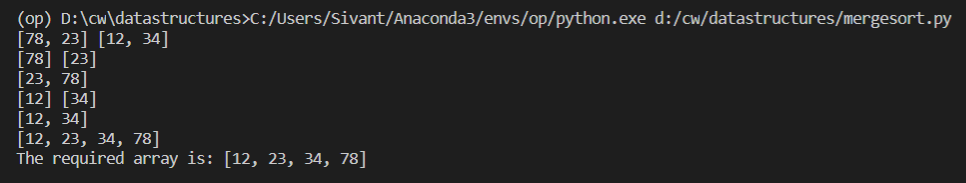 (op) D:\cw\datastructures>C:/Users/Sivant/Anaconda3/envs/op/python.exe d:/cw/datastructures/mergesort.py
[78, 23] [12, 34]
[78] [23]
[23, 78]
[12] [34]
[12, 34]
[12, 23, 34, 78]
The required array is: [12, 23, 34, 78]